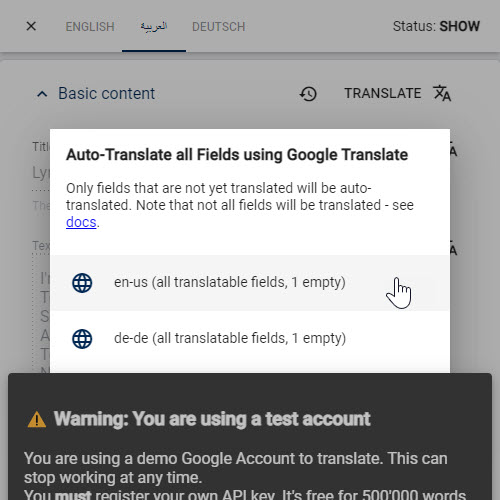 ENGLISH العربية DEUTSCH Status: SHOW
Basic content TRANSLATE
Auto-Translate all Fields using Google Translate
Only fields that are not yet translated will be auto-
translated. Note that not all fields will be translated - see
docs.
en-us (all translatable fields, 1 empty)
de-de (all translatable fields, 1 empty)
Warning: You are using a test account
You are using a demo Google Account to translate. This can
stop working at any time.
You must register your own API key. It's free for 500'000 words